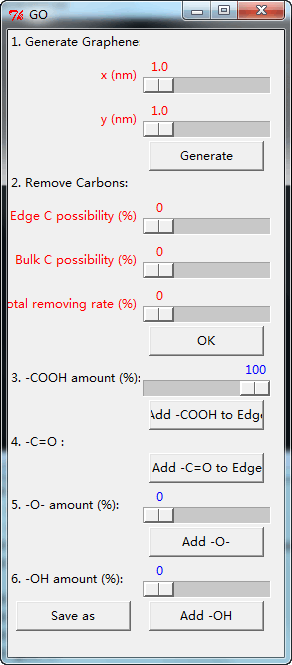 GO
1. Generate Graphene
1.0
x (nm)
1.0
y (nm)
Generate
2. Remove Carbons:
0
Edge C possibility (%)
0
Bulk C possibility (%)
0
otal removing rate (%)
OK
100
3. -COOH amount (%):
Add -COOH to Edge
4. -C=O :
Add -C=O to Edge
0
5. -O- amount (%):
Add -O-
0
6. -OH amount (%):
Save as
Add -OH